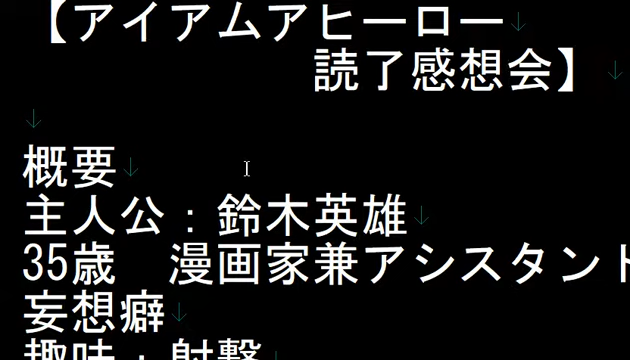 【アイアムアヒーロー↓
読了感想会】↓
↓
概要↓
主人公：鈴木英雄↓
35歳　漫画家兼アシスタント
妄想癖↓
趣味：射撃↓